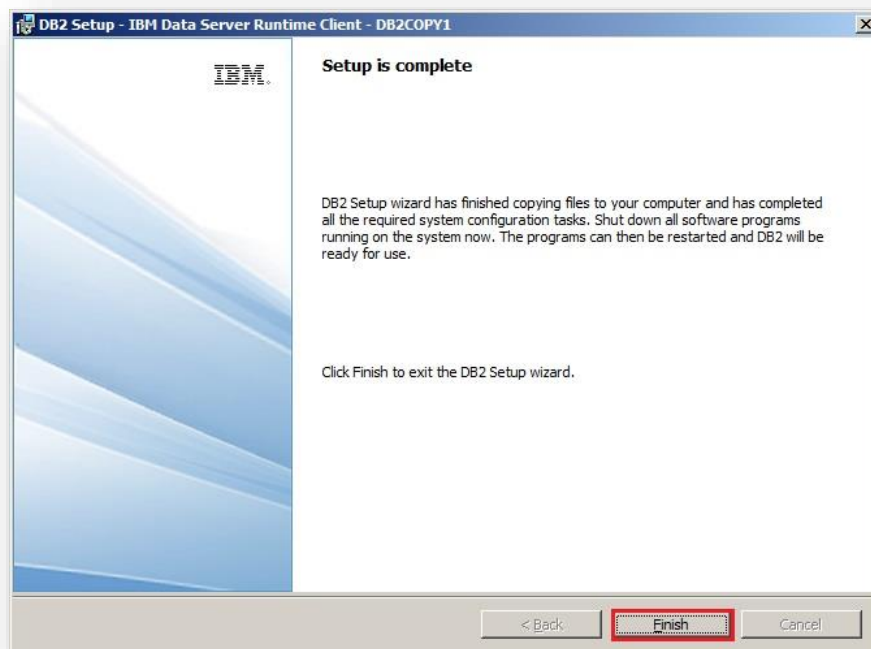 DB2 Setup - IBM Data Server Runtime Client - DB2COPY1
IBM.
Setup is complete
DB2 Setup wizard has finished copying files to your computer and has completed
all the required system configuration tasks. Shut down all software programs
running on the system now. The programs can then be restarted and DB2 will be
ready for use.
Click Finish to exit the DB2 Setup wizard.
< Back Finish Cancel